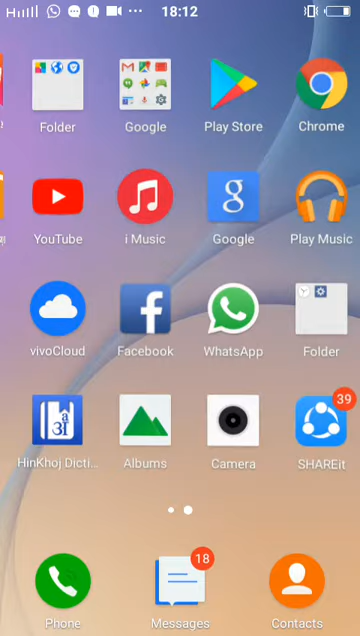 18:12
Folder
Google
Play Store
Chrome
YouTube
i Music
Google
Play Music
vivoCloud
Facebook
WhatsApp
Folder
39
HinKhoj Dicti...
Albums
Camera
SHAREit
18
Phone
Messages
Contacts